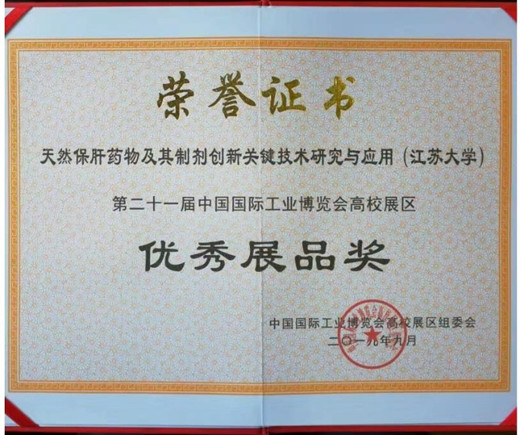 荣誉证书
天然保肝药物及其制剂创新关键技术研究与应用（江苏大学）
第二十一届中国国际工业博览会高校展区
优秀展品奖
中国国际工业博览会高校展区组委会
二〇一九年九月